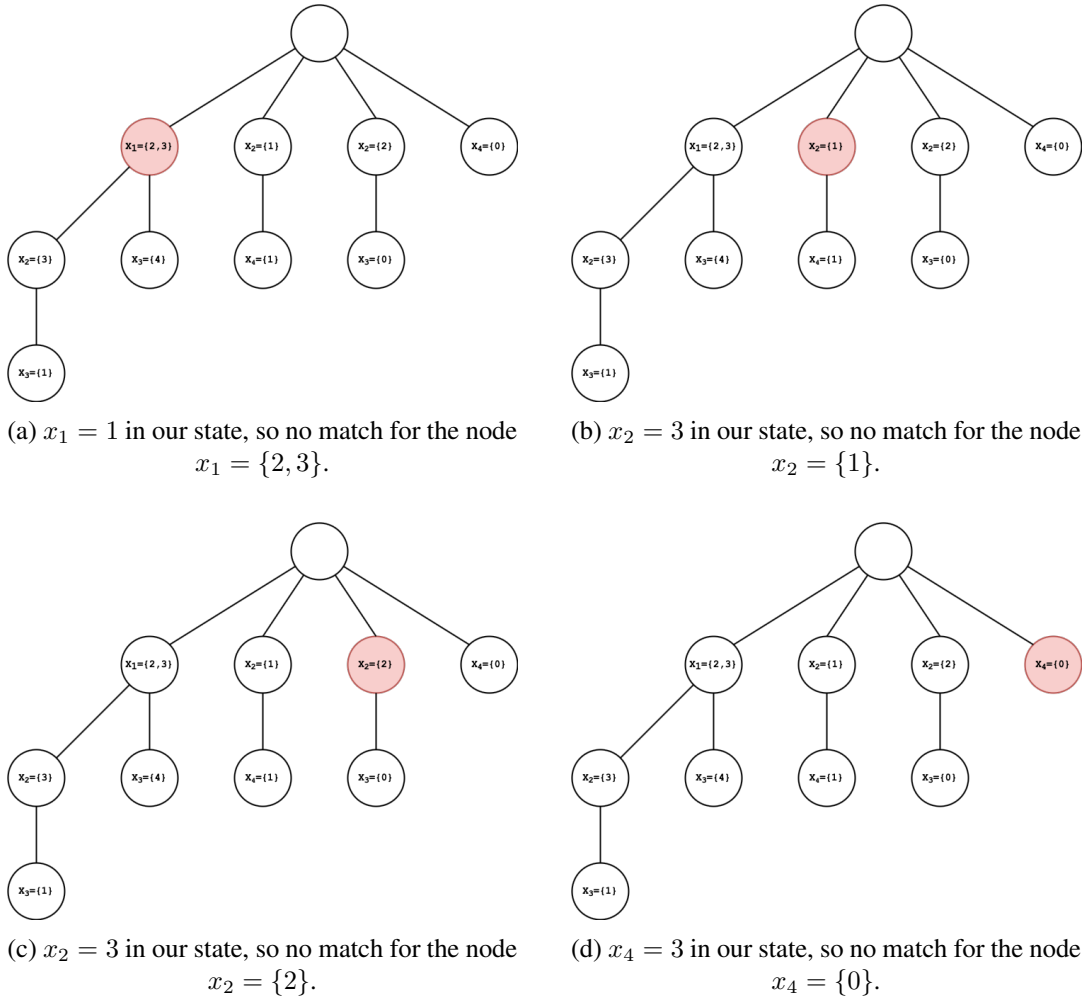 x₁={2,3} x₂={1} x₂={2} x₄={0}
x₂={3} x₃={4} x₄={1} x₃={0}
x₃={1}
(a) x₁ = 1 in our state, so no match for the node
x₁ = {2, 3}.
x₁={2,3} x₂={1} x₂={2} x₄={0}
x₂={3} x₃={4} x₄={1} x₃={0}
x₃={1}
(b) x₂ = 3 in our state, so no match for the node
x₂ = {1}.
x₁={2,3} x₂={1} x₂={2} x₄={0}
x₂={3} x₃={4} x₄={1} x₃={0}
x₃={1}
(c) x₂ = 3 in our state, so no match for the node
x₂ = {2}.
x₁={2,3} x₂={1} x₂={2} x₄={0}
x₂={3} x₃={4} x₄={1} x₃={0}
x₃={1}
(d) x₄ = 3 in our state, so no match for the node
x₄ = {0}.